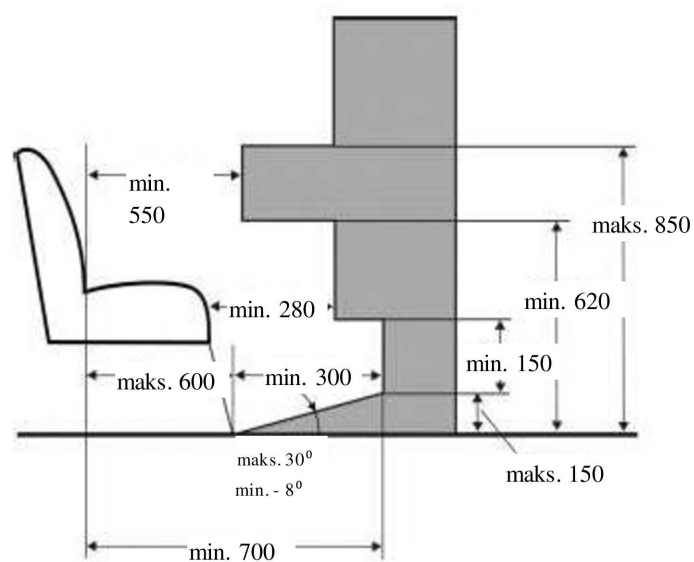 min.
550
maks. 850
min. 280
min. 620
maks. 600
min. 300
min. 150
maks. 30⁰
min. - 8⁰
maks. 150
min. 700